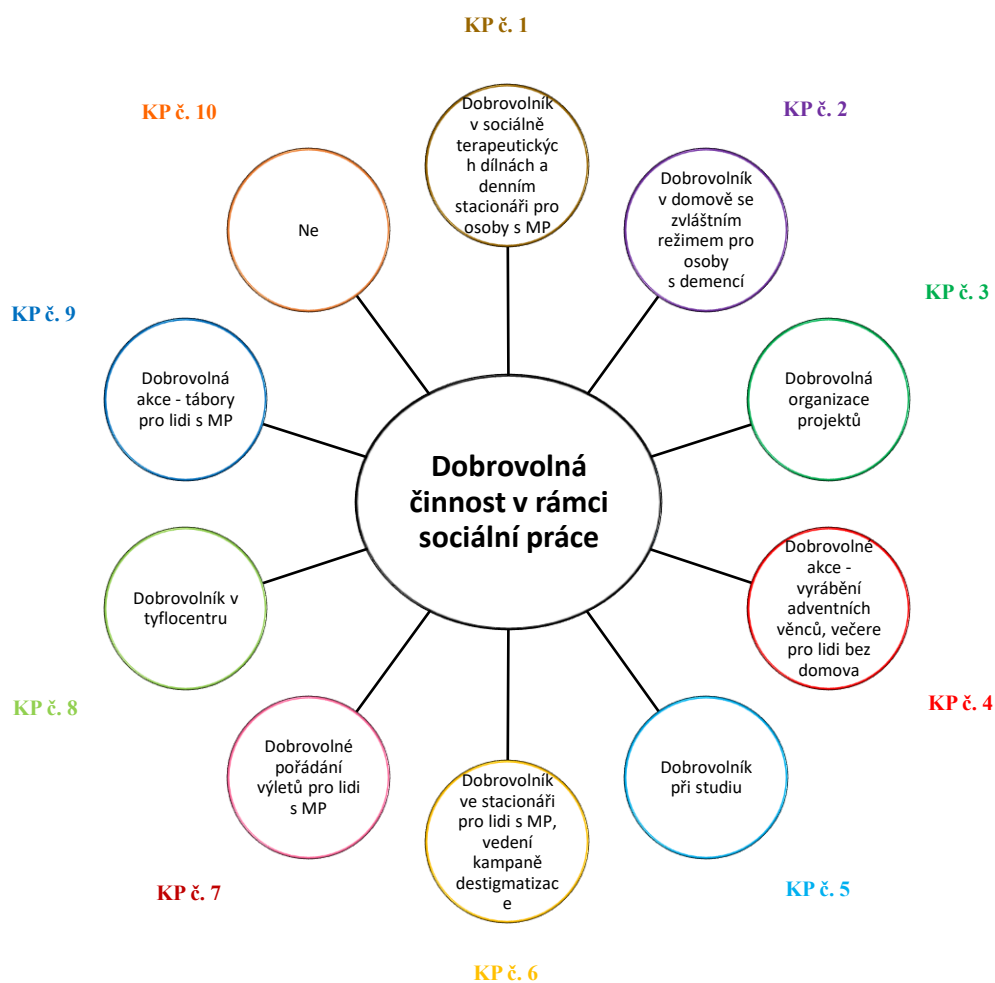 KP č. 1
Dobrovolník
v sociálně
terapeutickýc
h dílnách a
denním
stacionáři pro
osoby s MP
KP č. 2
Dobrovolník
v domově se
zvláštním
režimem pro
osoby
s demencí
KP č. 3
Dobrovolná
organizace
projektů
KP č. 4
Dobrovolné
akce -
vyrábění
adventních
věnců, večere
pro lidi bez
domova
KP č. 5
Dobrovolník
při studiu
KP č. 6
Dobrovolník
ve stacionáři
pro lidi s MP,
vedení
kampaně
destigmatizac
e
KP č. 7
Dobrovolné
pořádání
výletů pro lidi
s MP
KP č. 8
Dobrovolník v
tyflocentru
KP č. 9
Dobrovolná
akce - tábory
pro lidi s MP
KP č. 10
Ne
Dobrovolná
činnost v rámci
sociální práce